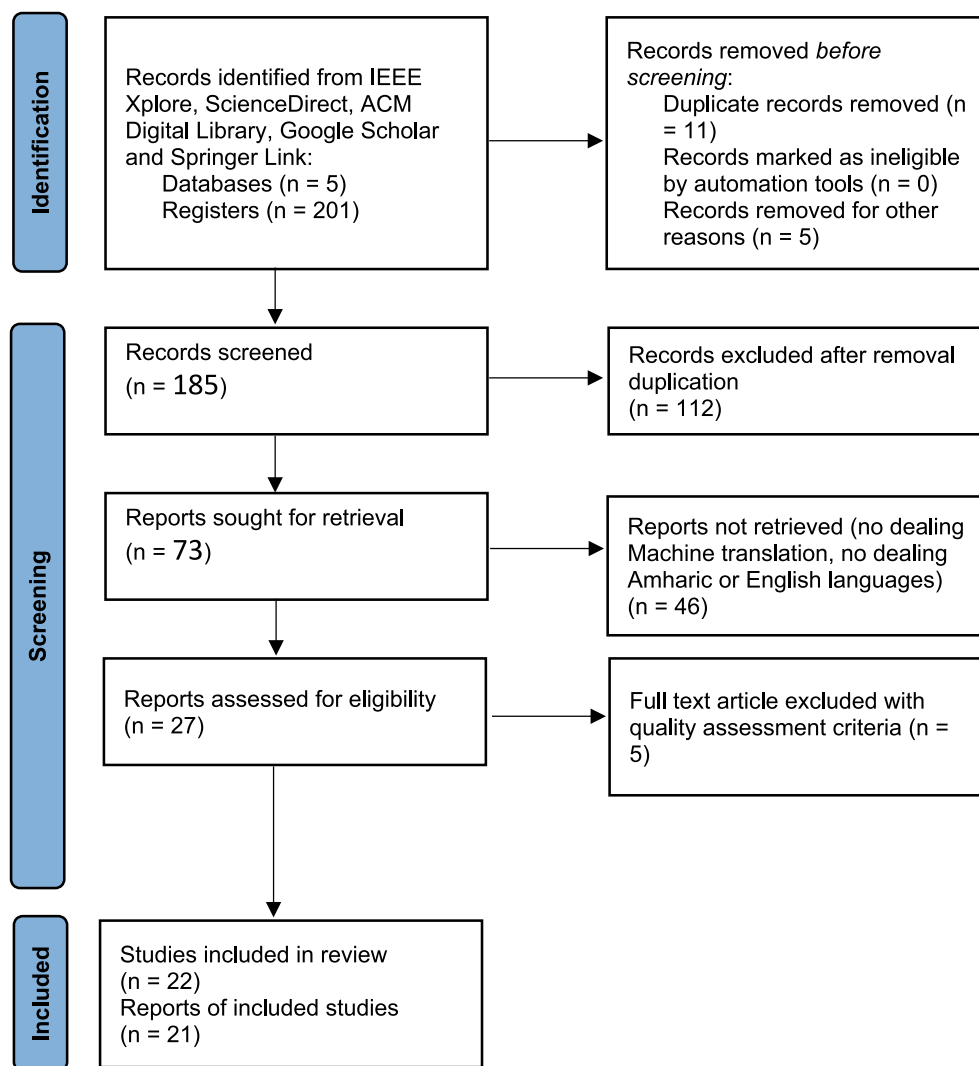 Identification
Records identified from IEEE
Xplore, ScienceDirect, ACM
Digital Library, Google Scholar
and Springer Link:
Databases (n = 5)
Registers (n = 201)
Records removed before
screening:
Duplicate records removed (n
= 11)
Records marked as ineligible
by automation tools (n = 0)
Records removed for other
reasons (n = 5)
Screening
Records screened
(n = 185)
Records excluded after removal
duplication
(n = 112)
Reports sought for retrieval
(n = 73)
Reports not retrieved (no dealing
Machine translation, no dealing
Amharic or English languages)
(n = 46)
Reports assessed for eligibility
(n = 27)
Full text article excluded with
quality assessment criteria (n =
5)
Included
Studies included in review
(n = 22)
Reports of included studies
(n = 21)